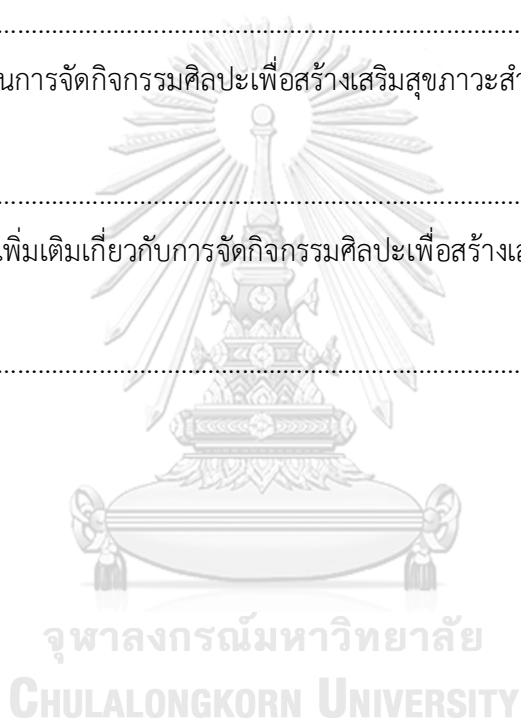 นการจัดกิจกรรมศิลปะเพื่อสร้างเสริมสุขภาวะสำ
เพิ่มเติมเกี่ยวกับการจัดกิจกรรมศิลปะเพื่อสร้างเส
จุฬาลงกรณ์มหาวิทยาลัย
CHULALONGKORN UNIVERSITY